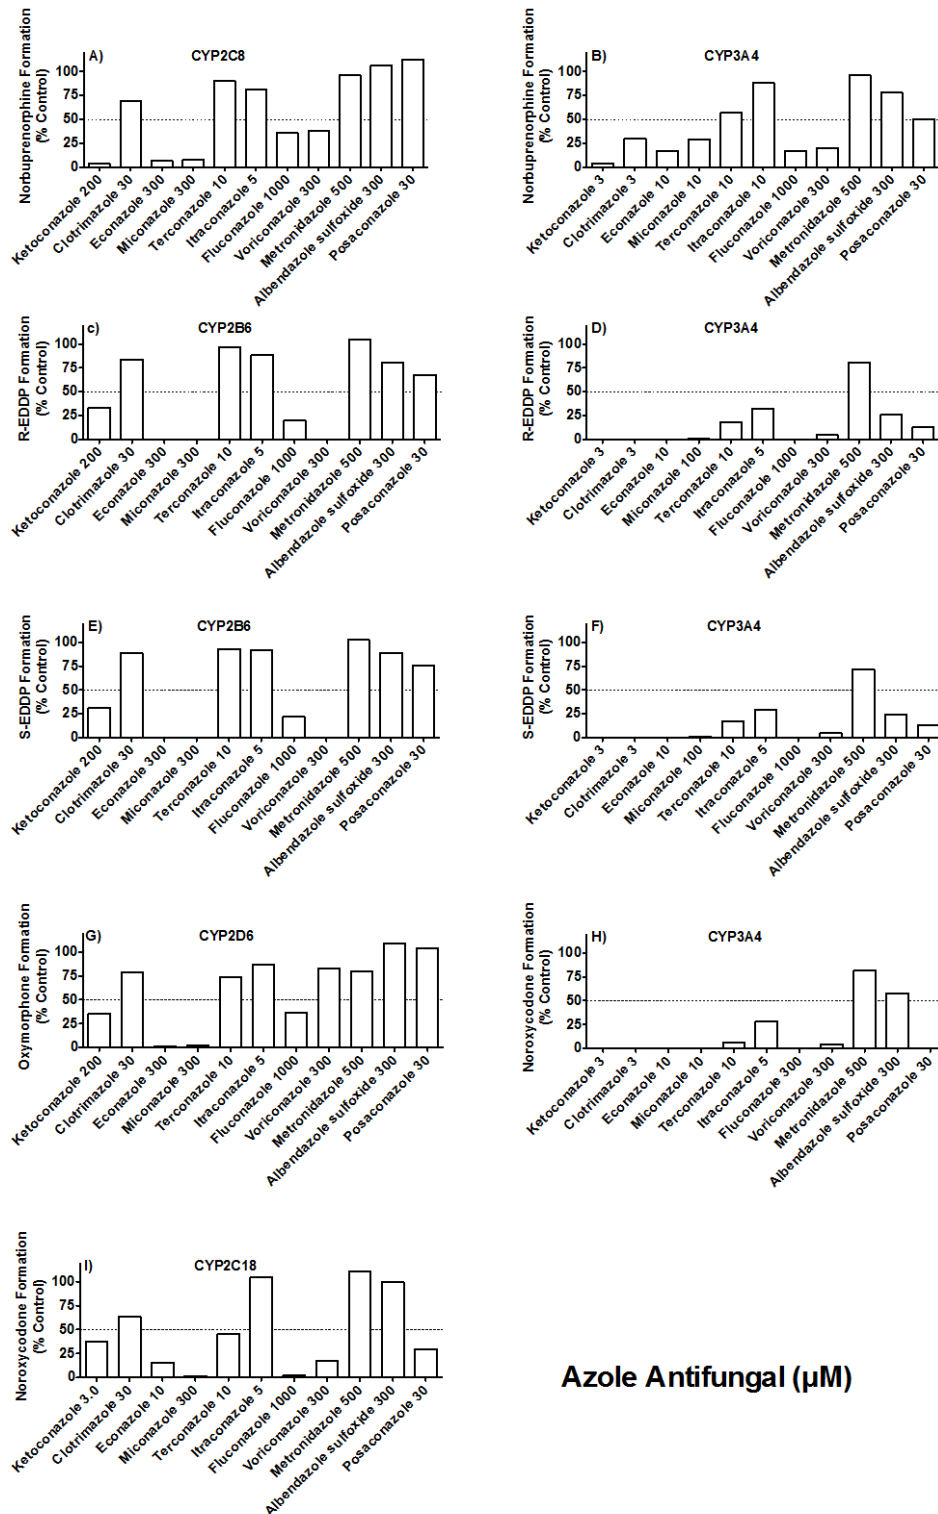 A) CYP2C8
Norbuprenorphine Formation
(% Control)
100
75
50
25
0
Ketoconazole 200
Clotrimazole 30
Econazole 300
Miconazole 300
Terconazole 10
Itraconazole 5
Fluconazole 1000
Voriconazole 300
Metronidazole 500
Albendazole sulfoxide 300
Posaconazole 30
B) CYP3A4
Norbuprenorphine Formation
(% Control)
100
75
50
25
0
Ketoconazole 3
Clotrimazole 3
Econazole 10
Miconazole 10
Terconazole 10
Itraconazole 10
Fluconazole 1000
Voriconazole 300
Metronidazole 500
Albendazole sulfoxide 300
Posaconazole 30
c) CYP2B6
R-EDDP Formation
(% Control)
100
75
50
25
0
Ketoconazole 200
Clotrimazole 30
Econazole 300
Miconazole 300
Terconazole 10
Itraconazole 5
Fluconazole 1000
Voriconazole 300
Metronidazole 500
Albendazole sulfoxide 300
Posaconazole 30
D) CYP3A4
R-EDDP Formation
(% Control)
100
75
50
25
0
Ketoconazole 3
Clotrimazole 3
Econazole 10
Miconazole 100
Terconazole 10
Itraconazole 5
Fluconazole 1000
Voriconazole 300
Metronidazole 500
Albendazole sulfoxide 300
Posaconazole 30
E) CYP2B6
S-EDDP Formation
(% Control)
100
75
50
25
0
Ketoconazole 200
Clotrimazole 30
Econazole 300
Miconazole 300
Terconazole 10
Itraconazole 5
Fluconazole 1000
Voriconazole 300
Metronidazole 500
Albendazole sulfoxide 300
Posaconazole 30
F) CYP3A4
S-EDDP Formation
(% Control)
100
75
50
25
0
Ketoconazole 3
Clotrimazole 3
Econazole 10
Miconazole 100
Terconazole 10
Itraconazole 5
Fluconazole 1000
Voriconazole 300
Metronidazole 500
Albendazole sulfoxide 300
Posaconazole 30
G) CYP2D6
Oxymorphone Formation
(% Control)
100
75
50
25
0
Ketoconazole 200
Clotrimazole 30
Econazole 300
Miconazole 300
Terconazole 10
Itraconazole 5
Fluconazole 1000
Voriconazole 300
Metronidazole 500
Albendazole sulfoxide 300
Posaconazole 30
H) CYP3A4
Noroxycodone Formation
(% Control)
100
75
50
25
0
Ketoconazole 3
Clotrimazole 3
Econazole 10
Miconazole 10
Terconazole 10
Itraconazole 5
Fluconazole 300
Voriconazole 300
Metronidazole 500
Albendazole sulfoxide 300
Posaconazole 30
I) CYP2C18
Noroxycodone Formation
(% Control)
100
75
50
25
0
Ketoconazole 3.0
Clotrimazole 30
Econazole 10
Miconazole 300
Terconazole 10
Itraconazole 5
Fluconazole 1000
Voriconazole 300
Metronidazole 500
Albendazole sulfoxide 300
Posaconazole 30
Azole Antifungal (µM)